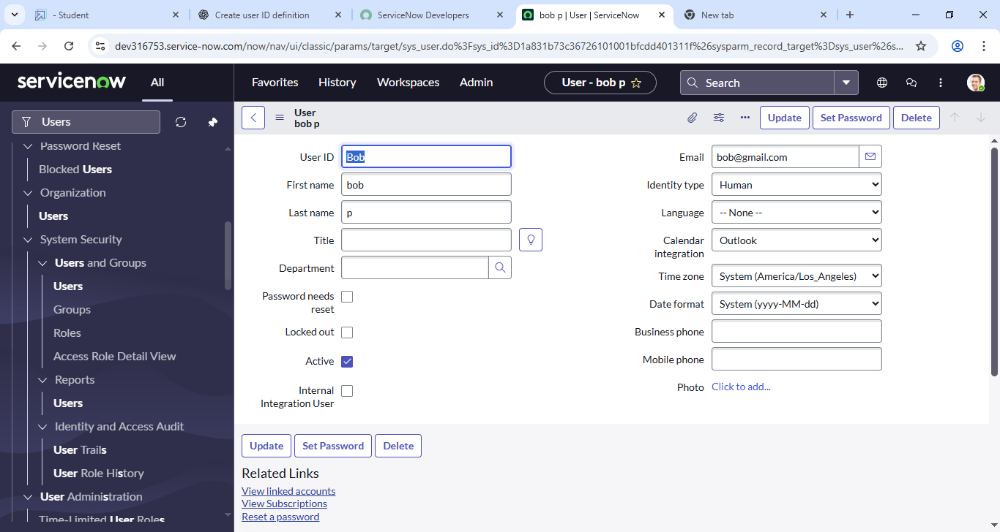 - Student
Create user ID definition
ServiceNow Developers
bob p | User | ServiceNow
New tab
dev316753.service-now.com/now/nav/ui/classic/params/target/sys_user.do%3Fsys_id%3D1a831b73c36726101001bfcdd401311f%26sysparm_record_target%3Dsys_user%26s...
servicenow
All
Favorites
History
Workspaces
Admin
User - bob p
Search
Users
Password Reset
Blocked Users
Organization
Users
System Security
Users and Groups
Users
Groups
Roles
Access Role Detail View
Reports
Users
Identity and Access Audit
User Trails
User Role History
User Administration
Time-Limited User Roles
User
bob p
Update
Set Password
Delete
User ID
Bob
First name
bob
Last name
p
Title
Department
Password needs
reset
Locked out
Active
Internal
Integration User
Email
bob@gmail.com
Identity type
Human
Language
-- None --
Calendar
integration
Outlook
Time zone
System (America/Los_Angeles)
Date format
System (yyyy-MM-dd)
Business phone
Mobile phone
Photo
Click to add...
Update
Set Password
Delete
Related Links
View linked accounts
View Subscriptions
Reset a password